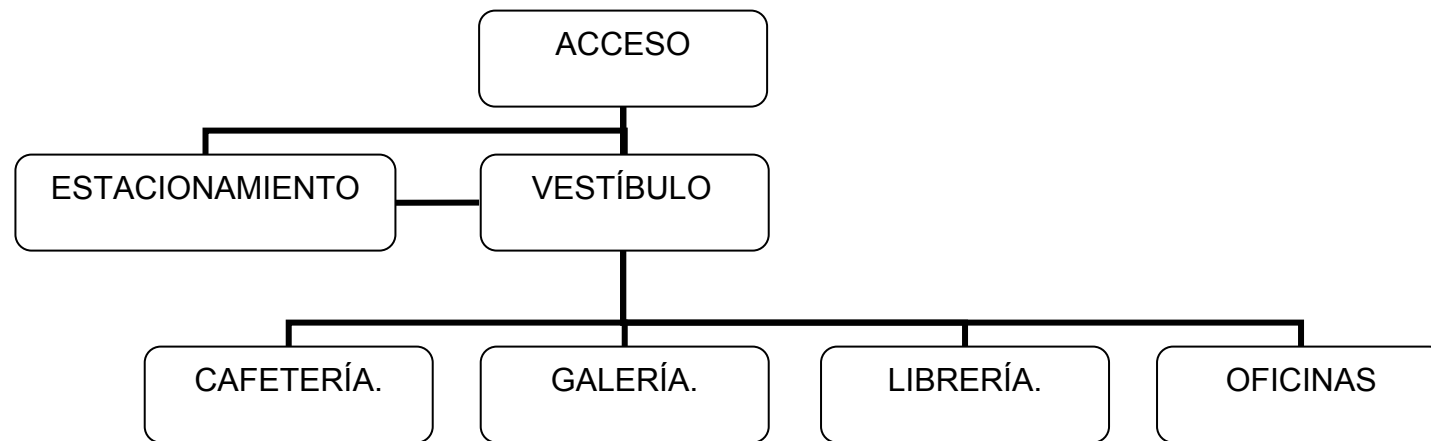 ACCESO
ESTACIONAMIENTO
VESTÍBULO
CAFETERÍA.
GALERÍA.
LIBRERÍA.
OFICINAS